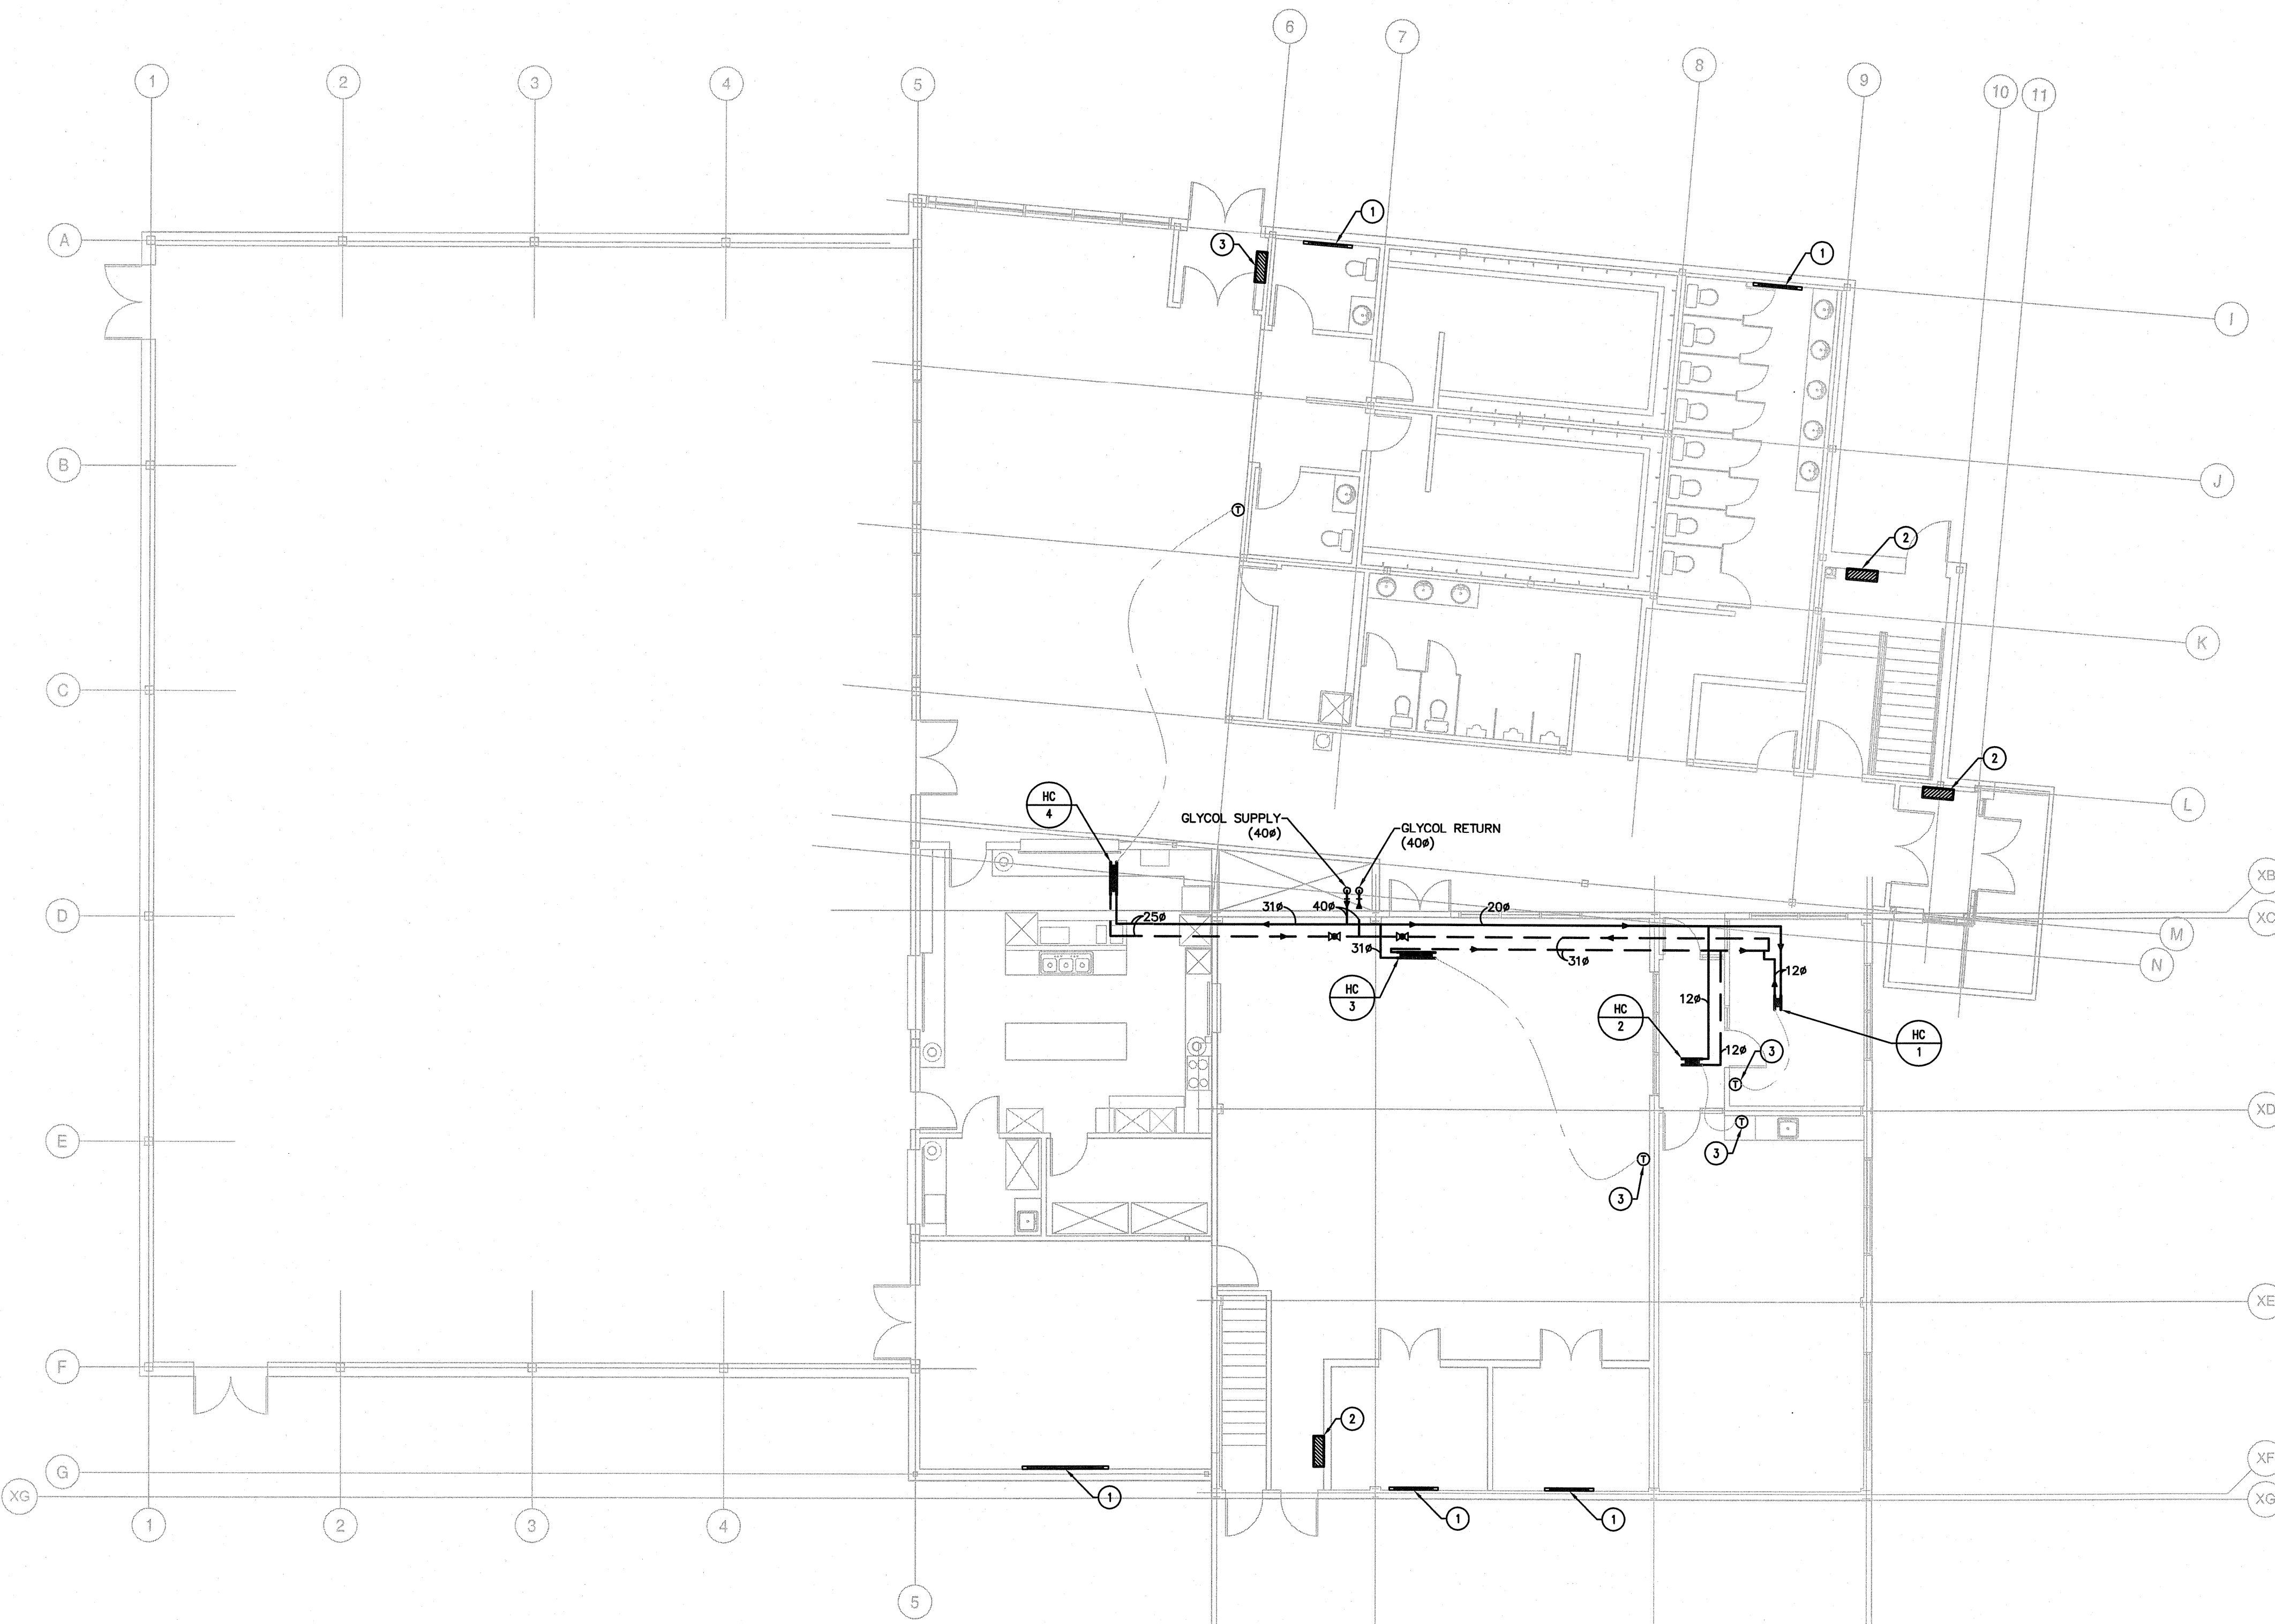 6
7
8
9
10
11
1
2
3
4
5
1
3
1
A
I
B
J
T
2
K
C
2
L
HC
4
GLYCOL SUPPLY
(40ø)
GLYCOL RETURN
(40ø)
XB
XC
D
25ø
31ø
40ø
20ø
M
N
31ø
31ø
12ø
HC
3
12ø
HC
2
HC
1
12ø
3
T
XD
E
T
3
T
3
XE
F
2
G
XF
XG
XG
1
1
1
1
2
3
4
5